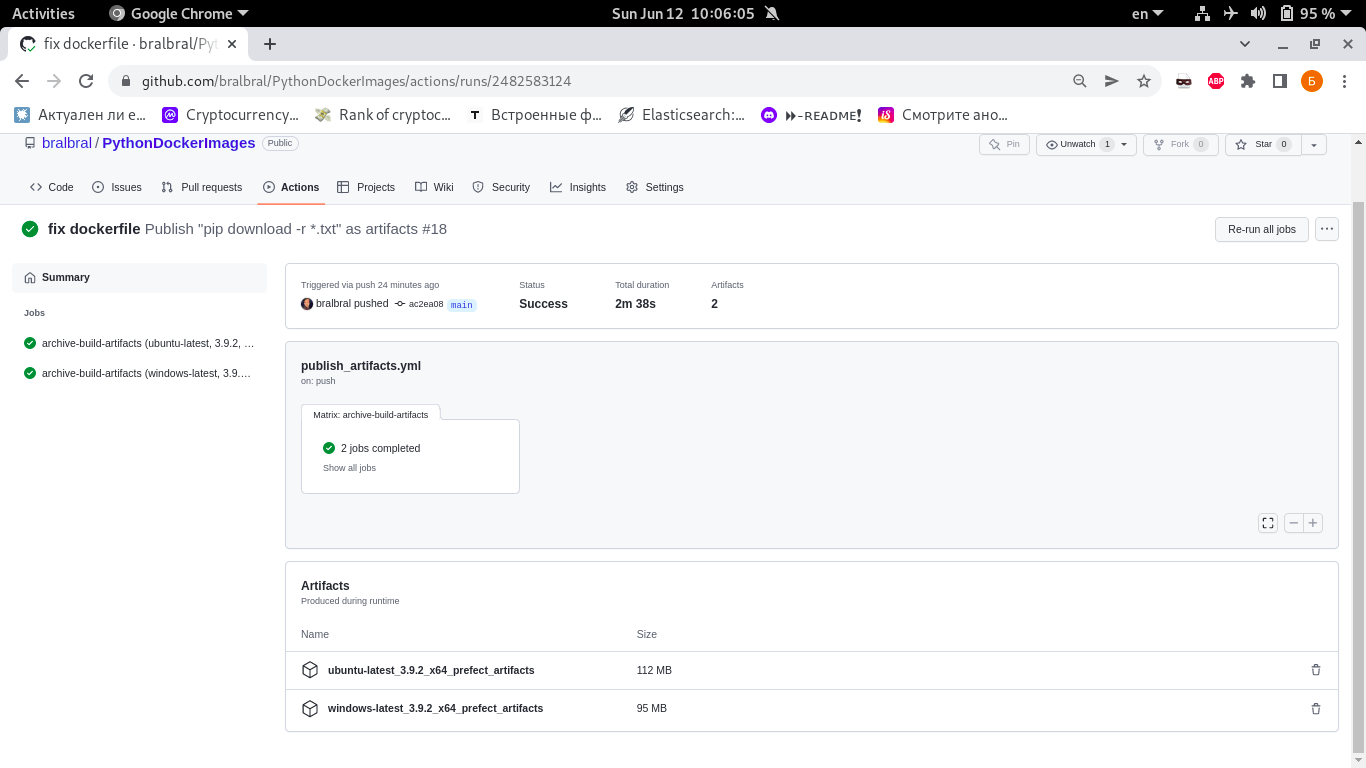 Activities Google Chrome Sun Jun 12 10:06:05 en 95 %
fix dockerfile · bralbral/Pyt
github.com/bralbral/PythonDockerImages/actions/runs/2482583124 ABP Б
Актуален ли е... Cryptocurrency... Rank of cryptoc... T Встроенные ф... Elasticsearch:... ⏩-ʀᴇᴀᴅᴍᴇ! Смотрите ано...
bralbral / PythonDockerImages Public Pin Unwatch 1 Fork 0 Star 0
Code Issues Pull requests Actions Projects Wiki Security Insights Settings
fix dockerfile Publish "pip download -r *.txt" as artifacts #18 Re-run all jobs ...
Summary
Jobs
archive-build-artifacts (ubuntu-latest, 3.9.2, ...
archive-build-artifacts (windows-latest, 3.9....
Triggered via push 24 minutes ago Status Total duration Artifacts
bralbral pushed ac2ea08 main Success 2m 38s 2
publish_artifacts.yml
on: push
Matrix: archive-build-artifacts
2 jobs completed
Show all jobs
Artifacts
Produced during runtime
Name Size
ubuntu-latest_3.9.2_x64_prefect_artifacts 112 MB
windows-latest_3.9.2_x64_prefect_artifacts 95 MB